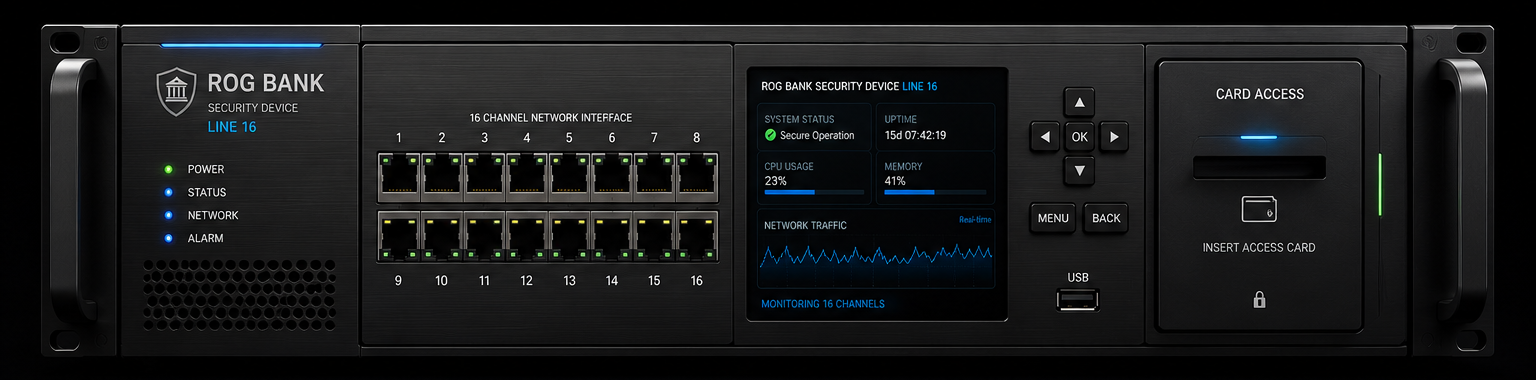 ROG BANK
SECURITY DEVICE
LINE 16
POWER
STATUS
NETWORK
ALARM
16 CHANNEL NETWORK INTERFACE
1 2 3 4 5 6 7 8
9 10 11 12 13 14 15 16
ROG BANK SECURITY DEVICE LINE 16
SYSTEM STATUS
Secure Operation
UPTIME
15d 07:42:19
CPU USAGE
23%
MEMORY
41%
NETWORK TRAFFIC
Real-time
MONITORING 16 CHANNELS
OK
MENU
BACK
USB
CARD ACCESS
INSERT ACCESS CARD